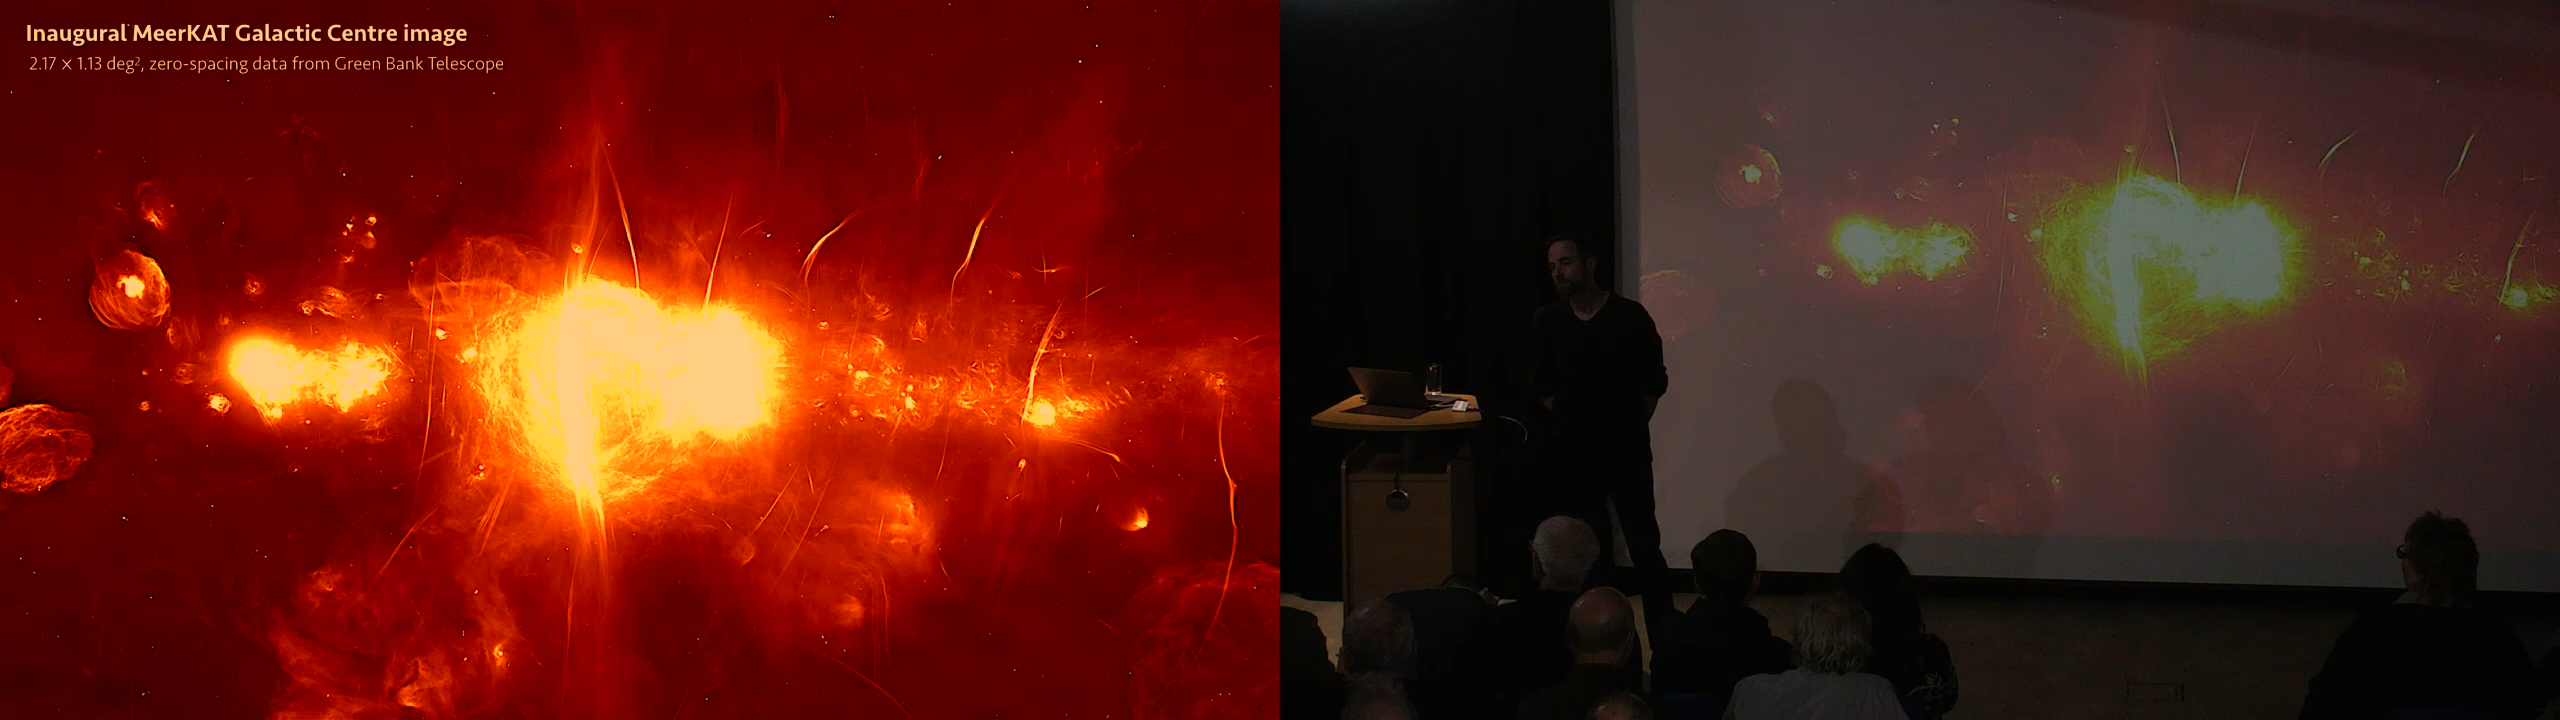 Inaugural MeerKAT Galactic Centre image
2.17 × 1.13 deg², zero-spacing data from Green Bank Telescope